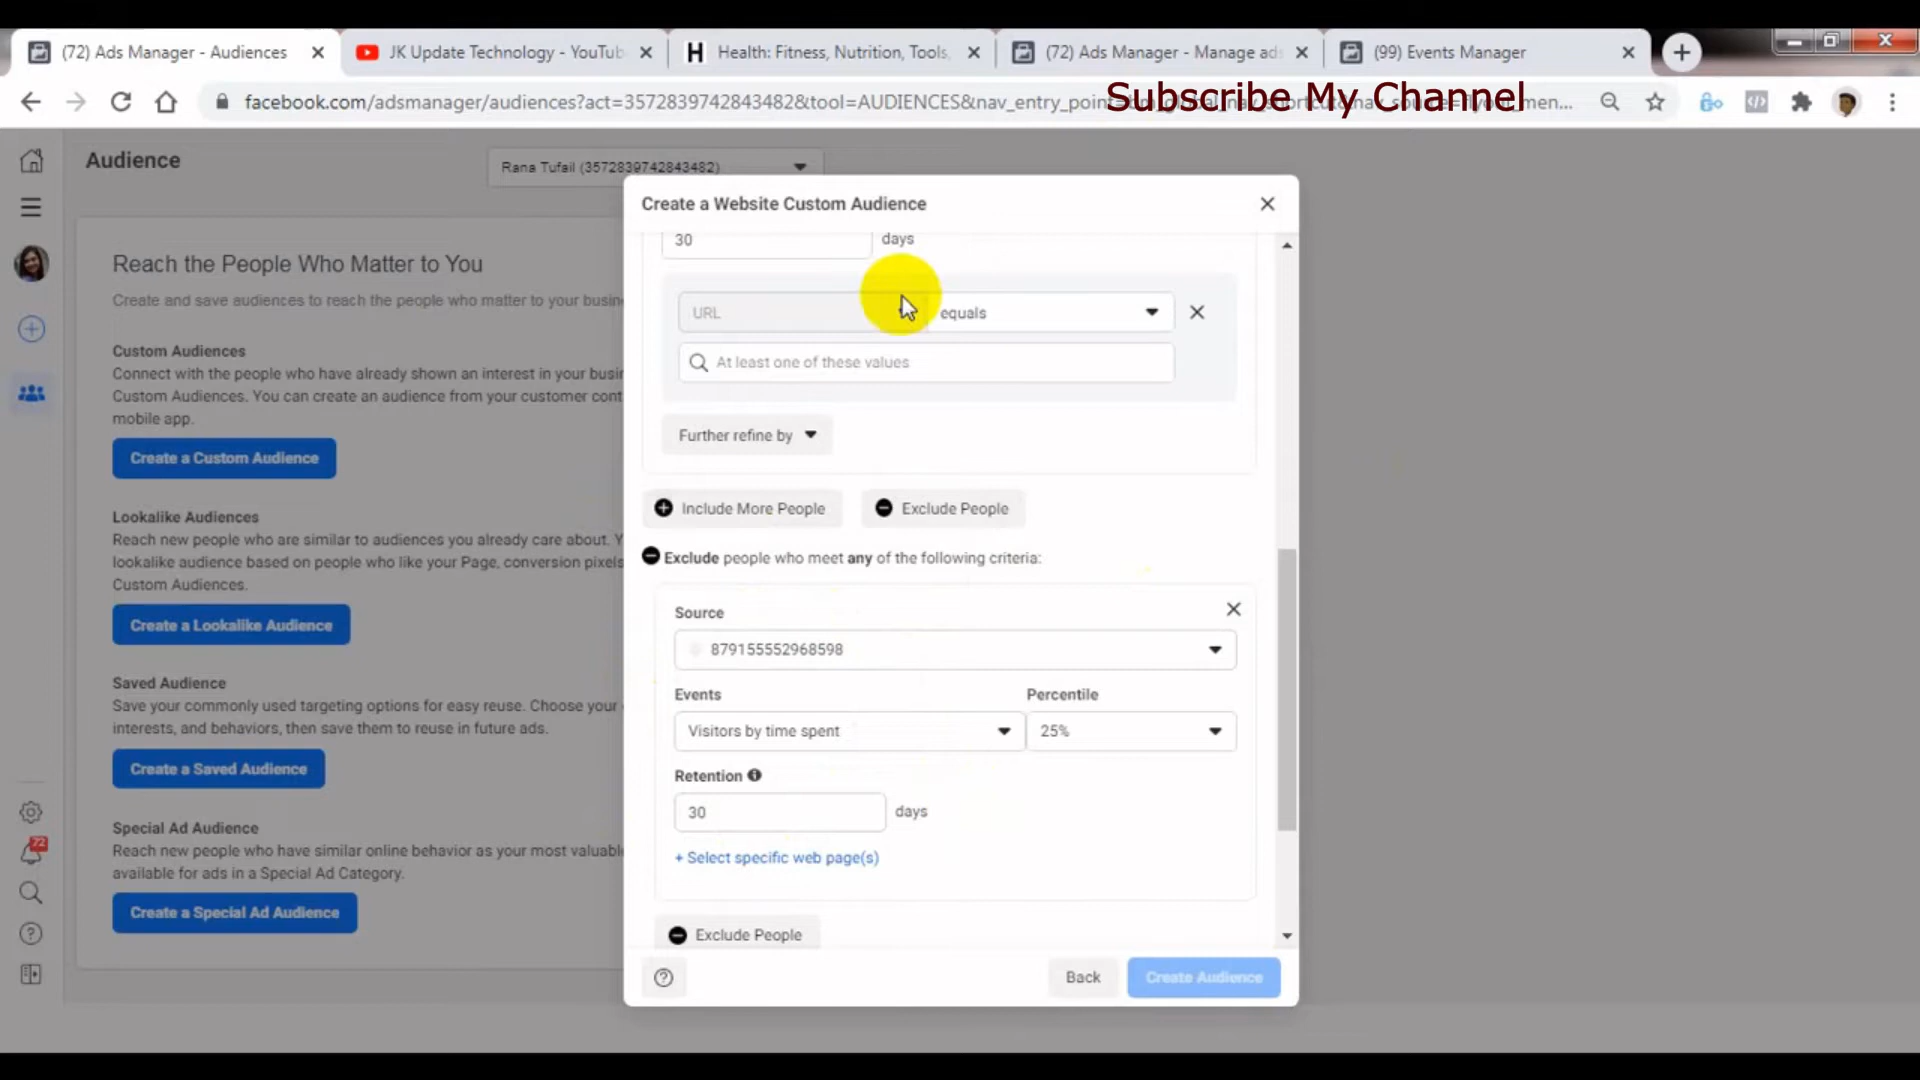 (72) Ads Manager - Audiences
JK Update Technology - YouTub
H Health: Fitness, Nutrition, Tools,
(72) Ads Manager - Manage ad
(99) Events Manager
Subscribe My Channel
Audience
Rana Tufail (3572839742843482)
Create a Website Custom Audience
Reach the People Who Matter to You
Create and save audiences to reach the people who matter to your busin
Custom Audiences
Connect with the people who have already shown an interest in your busi
Custom Audiences. You can create an audience from your customer cont
mobile app.
Create a Custom Audience
Lookalike Audiences
Reach new people who are similar to audiences you already care about. Y
lookalike audience based on people who like your Page, conversion pixels
Custom Audiences.
Create a Lookalike Audience
Saved Audience
Save your commonly used targeting options for easy reuse. Choose your
interests, and behaviors, then save them to reuse in future ads.
Create a Saved Audience
Special Ad Audience
Reach new people who have similar online behavior as your most valuable
available for ads in a Special Ad Category.
Create a Special Ad Audience
72
30 days
URL equals
At least one of these values
Further refine by
Include More People Exclude People
Exclude people who meet any of the following criteria:
Source
879155552968598
Events Percentile
Visitors by time spent 25%
Retention
30 days
+ Select specific web page(s)
Exclude People
Back Create Audience